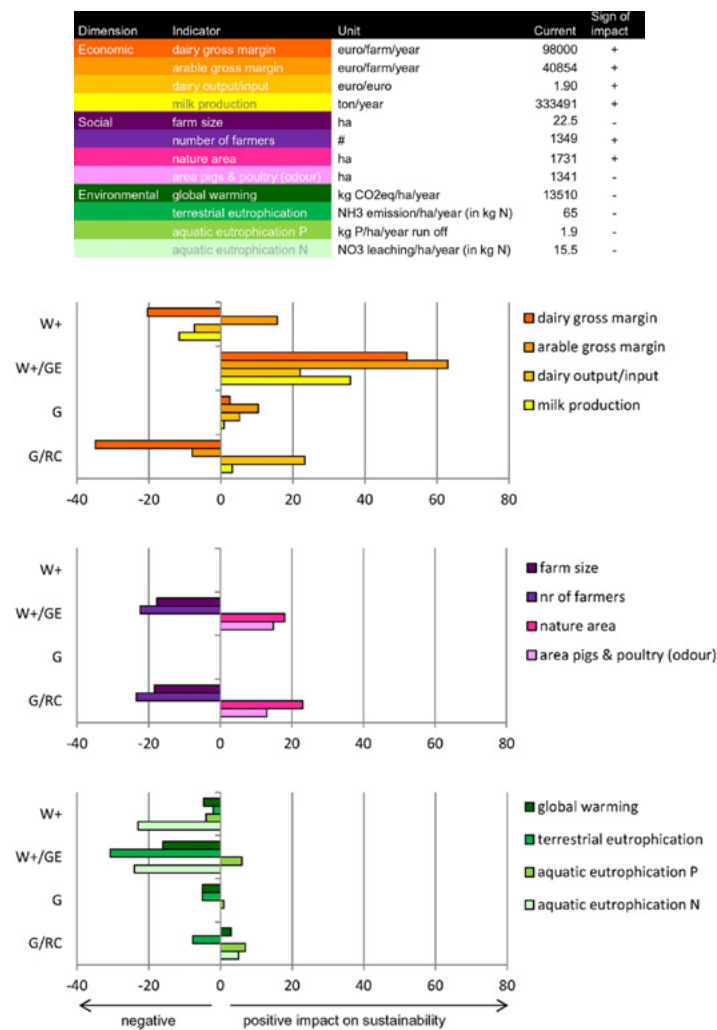 Dimension Indicator Unit Current Sign of impact
Economic dairy gross margin euro/farm/year 98000 +
arable gross margin euro/farm/year 40854 +
dairy output/input euro/euro 1.90 +
milk production ton/year 333491 +
Social farm size ha 22.5 -
number of farmers # 1349 +
nature area ha 1731 +
area pigs & poultry (odour) ha 1341 -
Environmental global warming kg CO2eq/ha/year 13510 -
terrestrial eutrophication NH3 emission/ha/year (in kg N) 65 -
aquatic eutrophication P kg P/ha/year run off 1.9 -
aquatic eutrophication N NO3 leaching/ha/year (in kg N) 15.5 -
W+
W+/GE
G
G/RC
-40 -20 0 20 40 60 80
dairy gross margin
arable gross margin
dairy output/input
milk production
W+
W+/GE
G
G/RC
-40 -20 0 20 40 60 80
farm size
nr of farmers
nature area
area pigs & poultry (odour)
W+
W+/GE
G
G/RC
-40 -20 0 20 40 60 80
global warming
terrestrial eutrophication
aquatic eutrophication P
aquatic eutrophication N
negative positive impact on sustainability